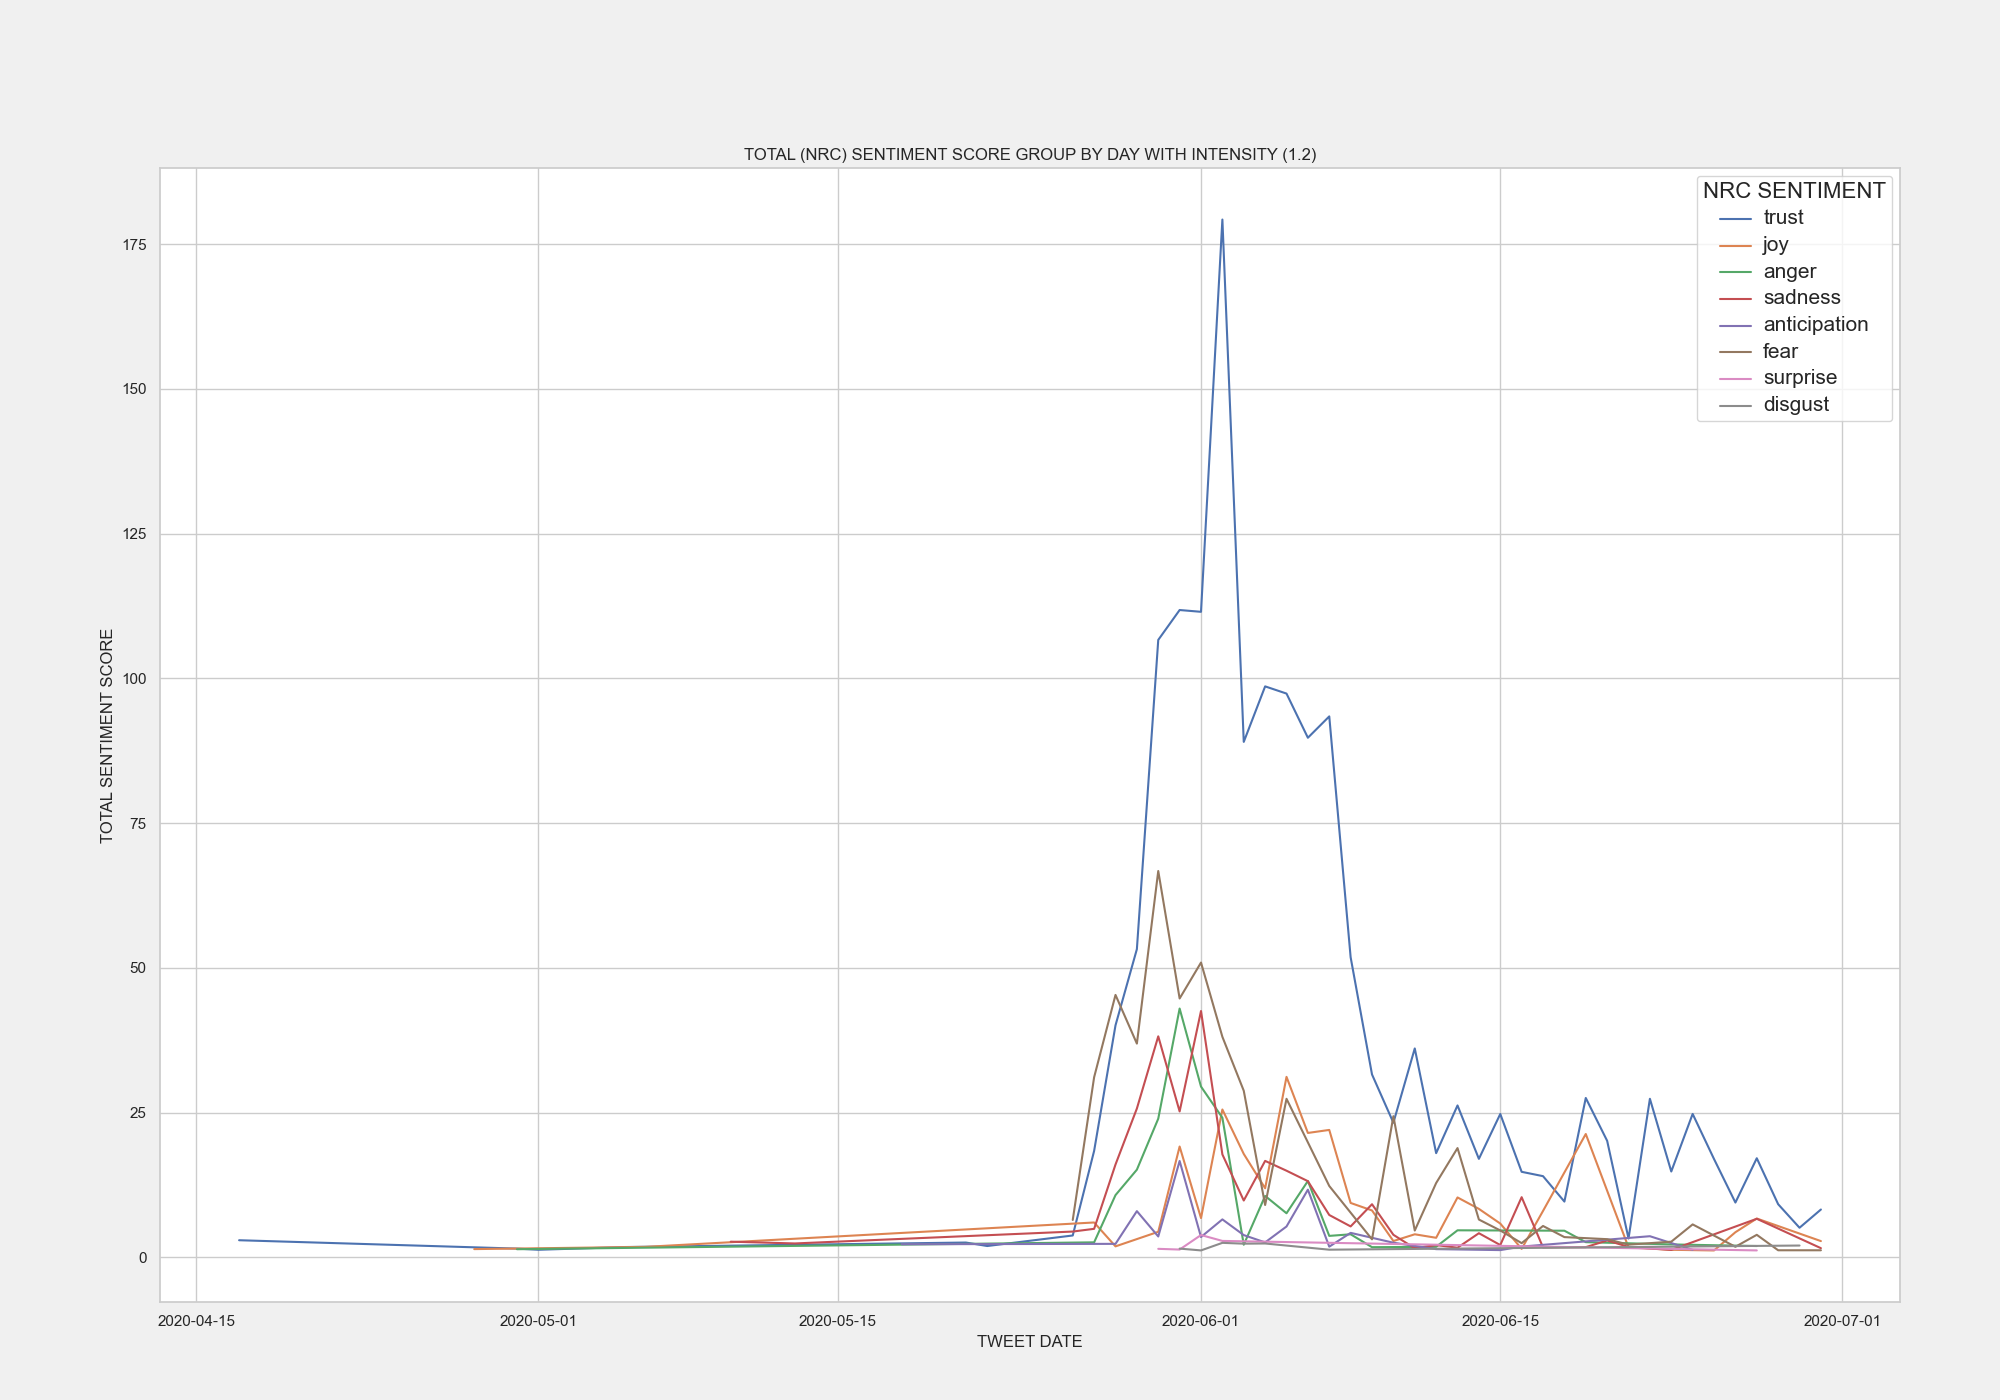 TOTAL (NRC) SENTIMENT SCORE GROUP BY DAY WITH INTENSITY (1.2)
NRC SENTIMENT
trust
joy
anger
sadness
anticipation
fear
surprise
disgust
TOTAL SENTIMENT SCORE
175
150
125
100
75
50
25
0
2020-04-15
2020-05-01
2020-05-15
2020-06-01
2020-06-15
2020-07-01
TWEET DATE